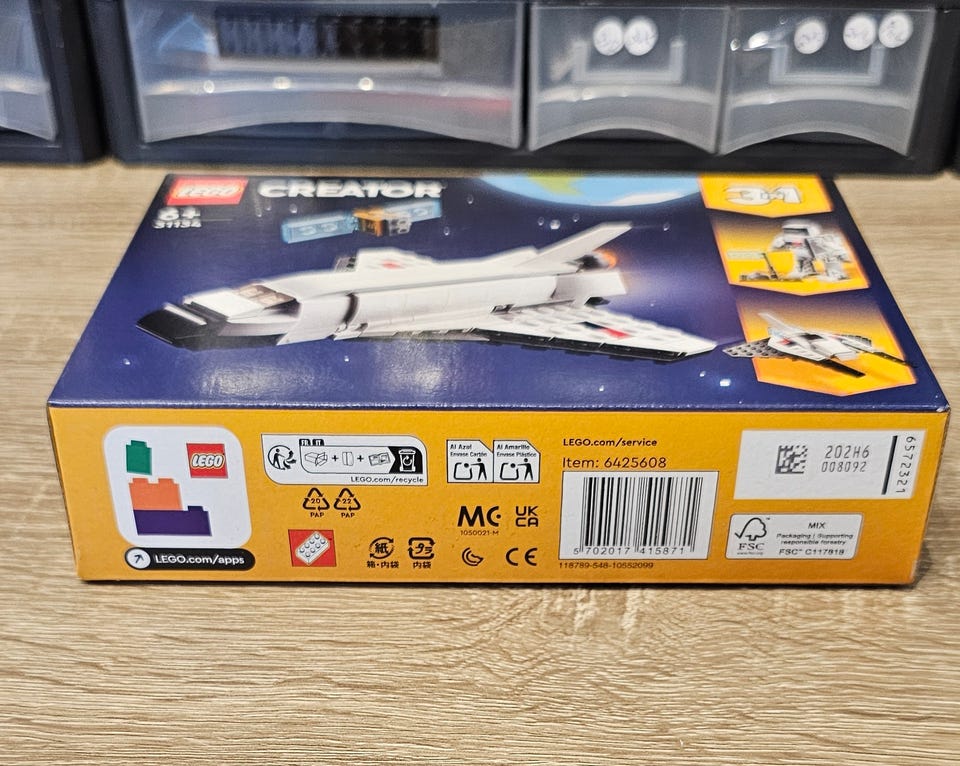 LEGO CREATOR
6+
31134
3in1
LEGO
LEGO.com/apps
FR IT
LEGO.com/recycle
20
PAP
22
PAP
Al Azul
Envase Cartón
Al Amarillo
Envase Plástico
1050021-M
UK
CA
CE
紙
箱・内袋
プラ
内袋
LEGO.com/service
Item: 6425608
5 702017 415871
118789-548-10552099
202H6
008092
6572321
FSC
MIX
Packaging | Supporting
responsible forestry
FSC® C117818